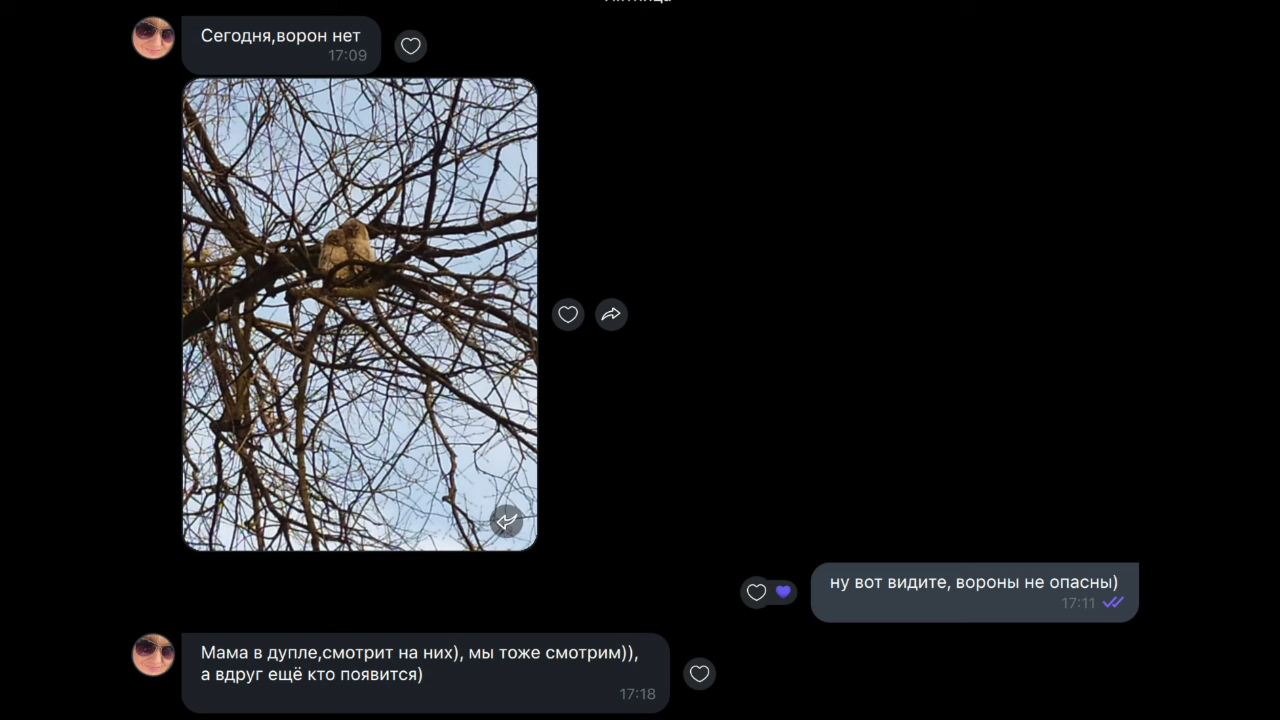 Сегодня,ворон нет
17:09
ну вот видите, вороны не опасны)
17:11
Мама в дупле,смотрит на них), мы тоже смотрим)),
а вдруг ещё кто появится)
17:18